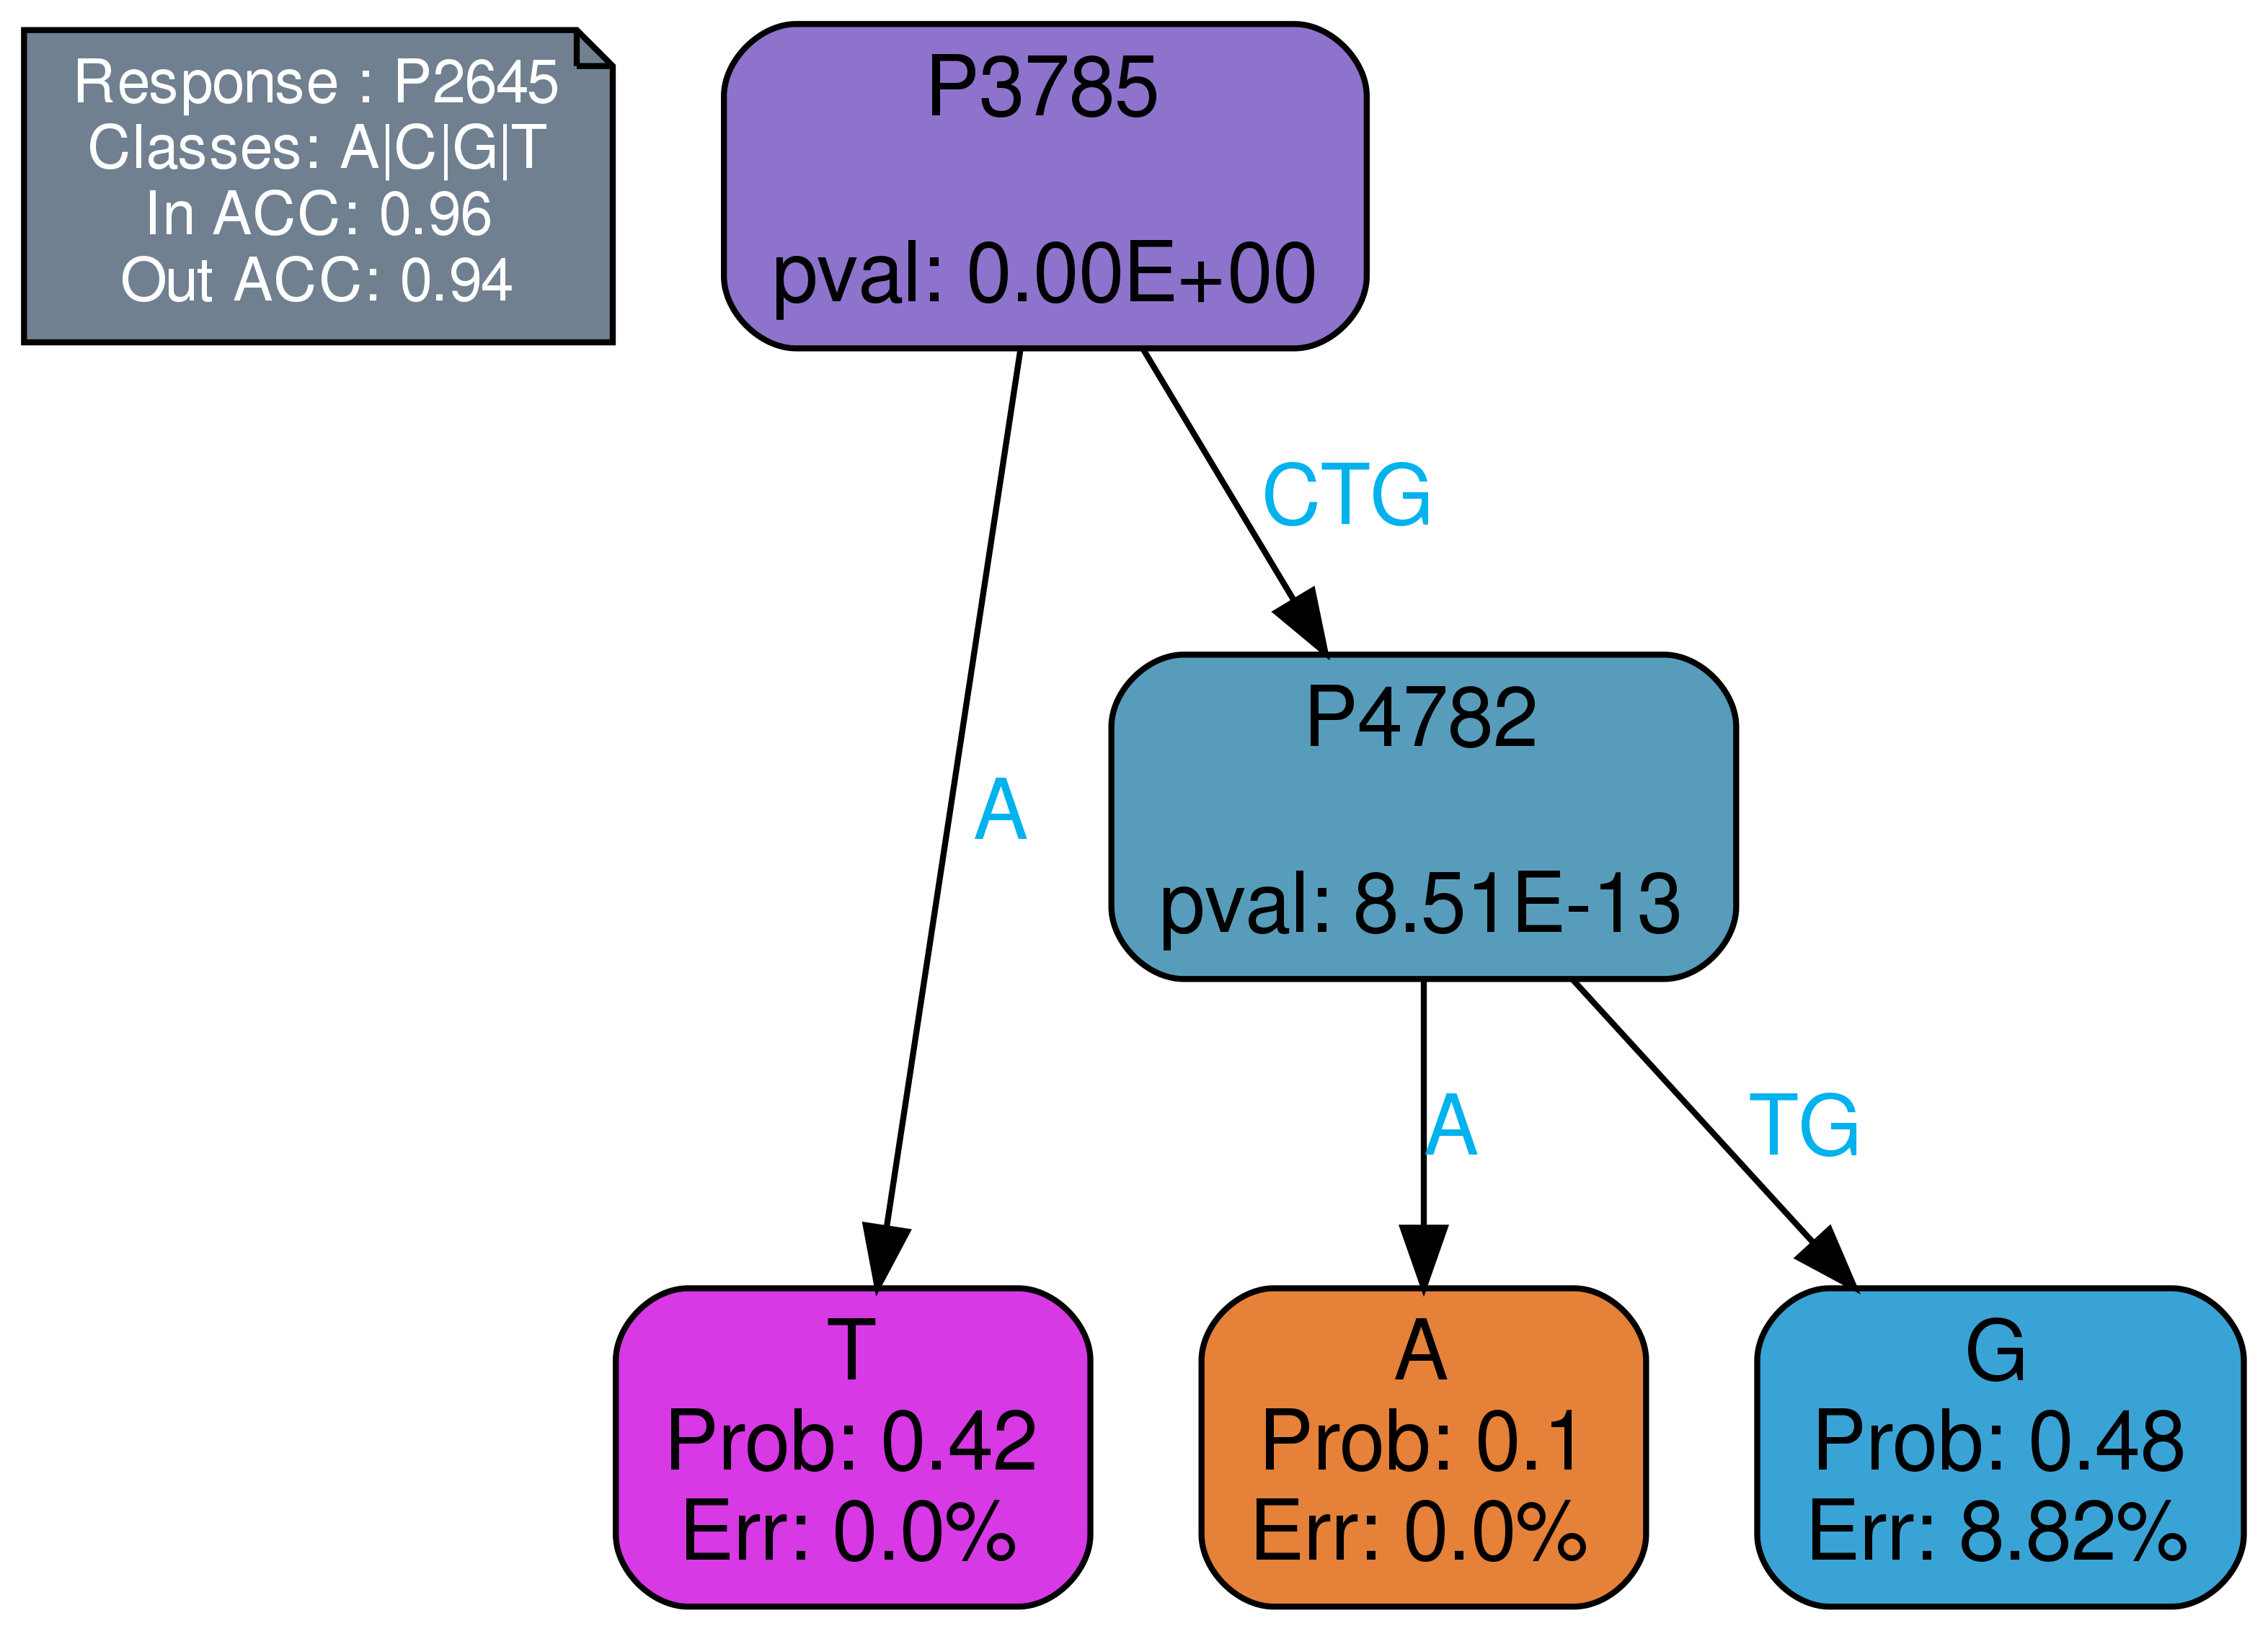 Response : P2645
Classes: A|C|G|T
In ACC: 0.96
Out ACC: 0.94
P3785
pval: 0.00E+00
CTG
P4782
pval: 8.51E-13
A
A
TG
T
Prob: 0.42
Err: 0.0%
A
Prob: 0.1
Err: 0.0%
G
Prob: 0.48
Err: 8.82%